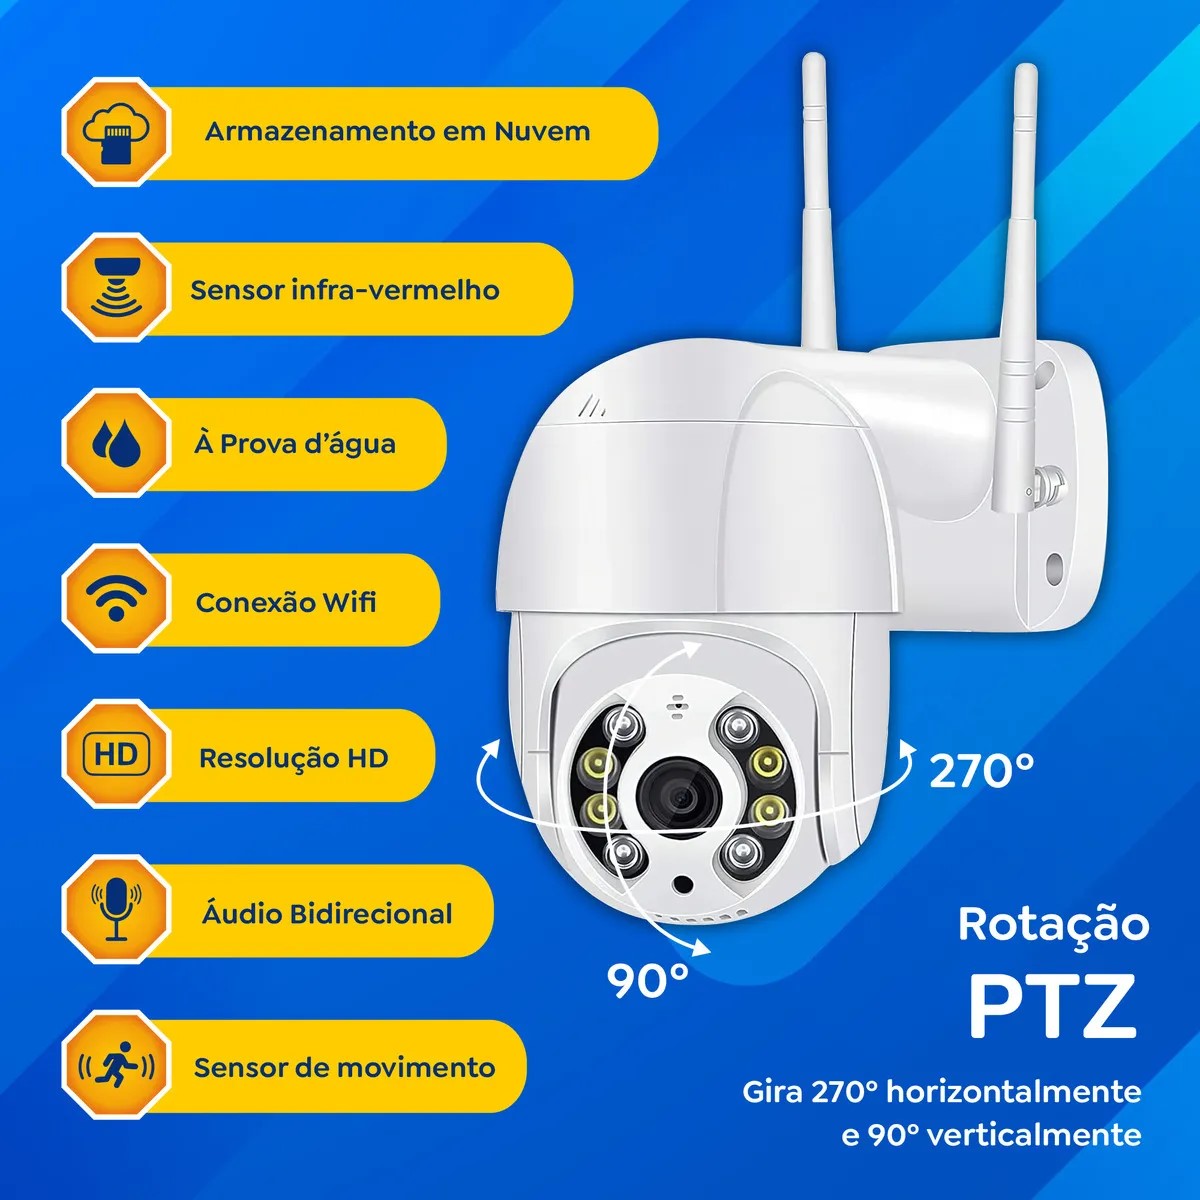 Armazenamento em Nuvem
Sensor infra-vermelho
À Prova d'água
Conexão Wifi
HD
Resolução HD
Áudio Bidirecional
Sensor de movimento
270°
90°
Rotação
PTZ
Gira 270° horizontalmente
e 90° verticalmente